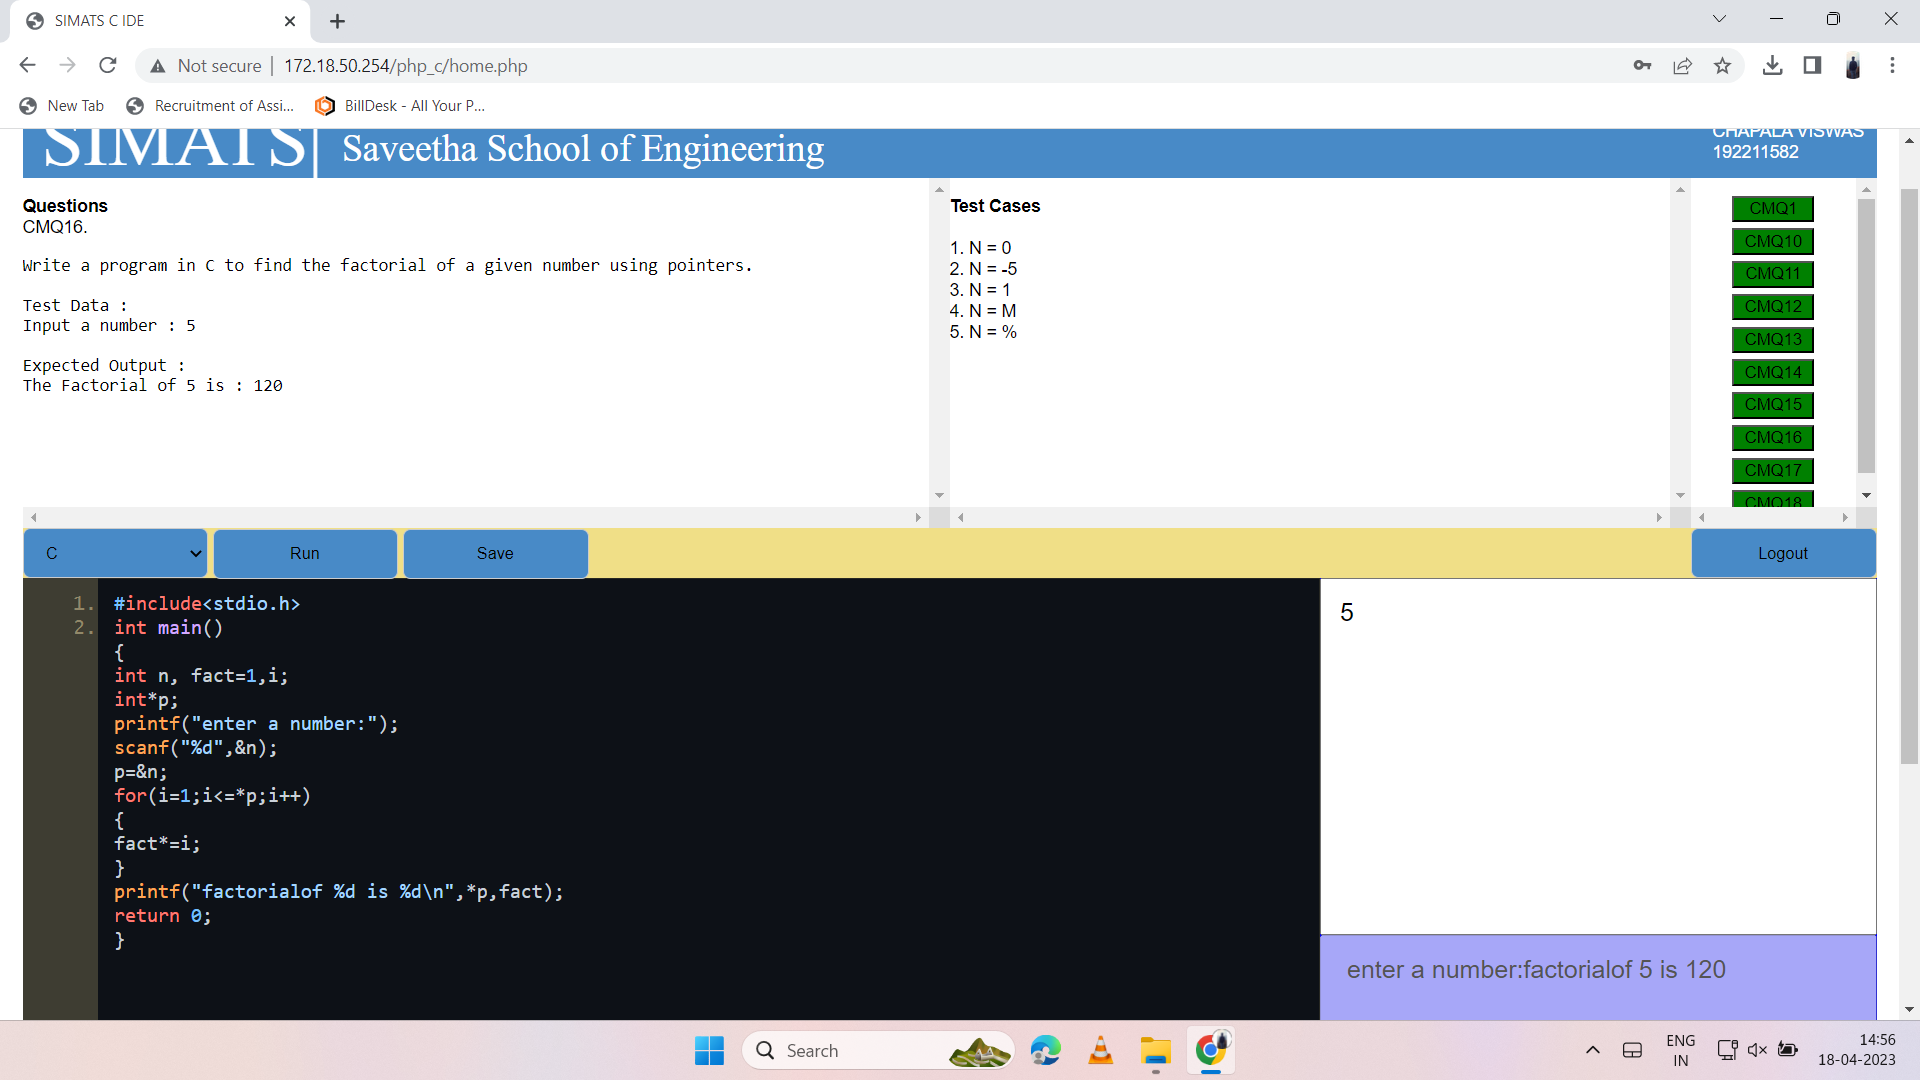 SIMATS C IDE
Not secure | 172.18.50.254/php_c/home.php
New Tab Recruitment of Assi... BillDesk - All Your P...
SIMATS Saveetha School of Engineering
CHAPALA VISWAS
192211582
Questions
CMQ16.
Write a program in C to find the factorial of a given number using pointers.
Test Data :
Input a number : 5
Expected Output :
The Factorial of 5 is : 120
Test Cases
1. N = 0
2. N = -5
3. N = 1
4. N = M
5. N = %
CMQ1
CMQ10
CMQ11
CMQ12
CMQ13
CMQ14
CMQ15
CMQ16
CMQ17
CMQ18
C Run Save Logout
1. #include<stdio.h>
2. int main()
{
int n, fact=1,i;
int*p;
printf("enter a number:");
scanf("%d",&n);
p=&n;
for(i=1;i<=*p;i++)
{
fact*=i;
}
printf("factorialof %d is %d\n",*p,fact);
return 0;
}
5
enter a number:factorialof 5 is 120
Search
ENG
IN
14:56
18-04-2023